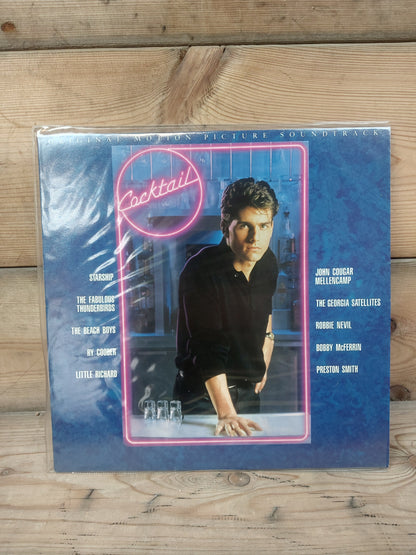 ORIGINAL MOTION PICTURE SOUNDTRACK
Cocktail
STARSHIP
THE FABULOUS
THUNDERBIRDS
THE BEACH BOYS
RY COODER
LITTLE RICHARD
JOHN COUGAR
MELLENCAMP
THE GEORGIA SATELLITES
ROBBIE NEVIL
BOBBY McFERRIN
PRESTON SMITH